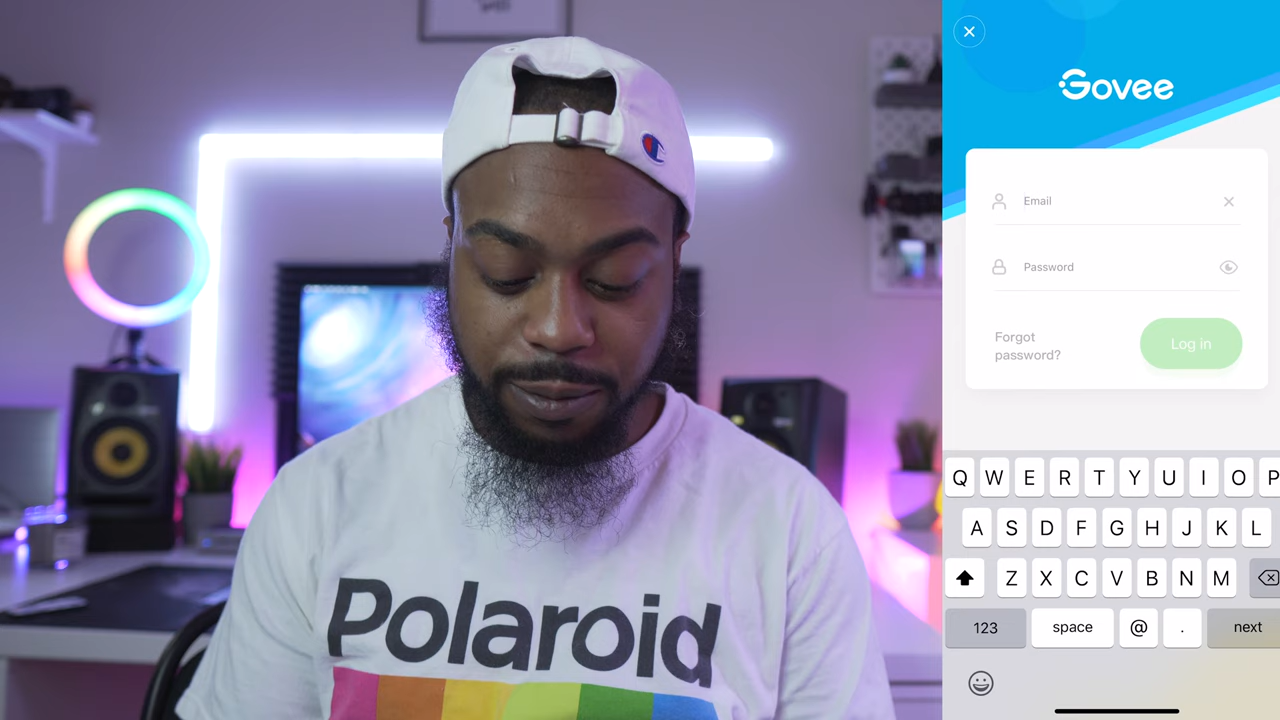 Polaroid
Govee
Email
Password
Forgot
password?
Log in
Q W E R T Y U I O P
A S D F G H J K L
Z X C V B N M
123 space @ . next